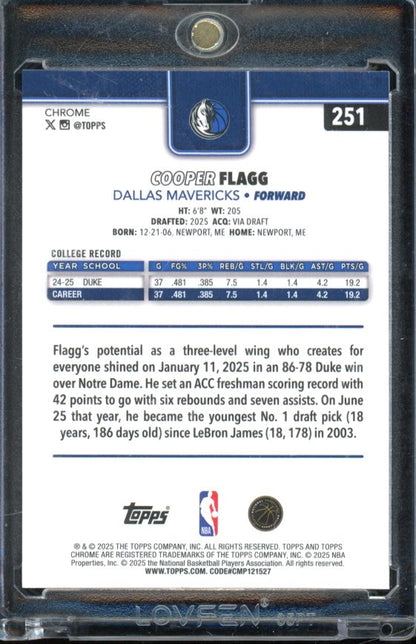 CHROME
251
@TOPPS
COOPER FLAGG
DALLAS MAVERICKS • FORWARD
HT: 6'8" WT: 205
DRAFTED: 2025 ACQ: VIA DRAFT
BORN: 12-21-06, NEWPORT, ME HOME: NEWPORT, ME
COLLEGE RECORD
YEAR SCHOOL G FG% 3P% REB/G STL/G BLK/G AST/G PTS/G
24-25 DUKE 37 .481 .385 7.5 1.4 1.4 4.2 19.2
CAREER 37 .481 .385 7.5 1.4 1.4 4.2 19.2
Flagg's potential as a three-level wing who creates for
everyone shined on January 11, 2025 in an 86-78 Duke win
over Notre Dame. He set an ACC freshman scoring record with
42 points to go with six rebounds and seven assists. On June
25 that year, he became the youngest No. 1 draft pick (18
years, 186 days old) since LeBron James (18, 178) in 2003.
Topps NBA
® & © 2025 THE TOPPS COMPANY, INC. ALL RIGHTS RESERVED. TOPPS AND TOPPS
CHROME ARE REGISTERED TRADEMARKS OF THE TOPPS COMPANY, INC. © 2025 NBA
Properties, Inc. © 2025 the National Basketball Players Association. All rights reserved.
WWW.TOPPS.COM. CODE#CMP121527